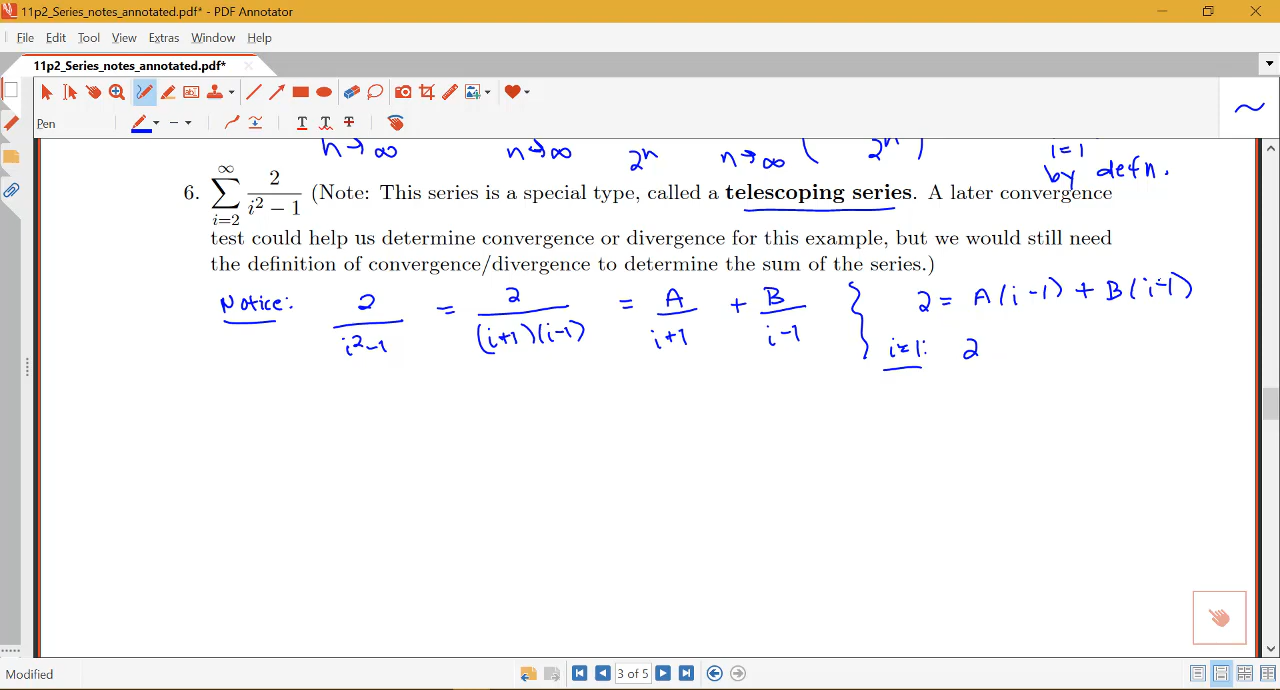 11p2_Series_notes_annotated.pdf* - PDF Annotator
File Edit Tool View Extras Window Help
11p2_Series_notes_annotated.pdf*
Pen
n→∞ n→∞ 2^n n→∞ ( 2^n ) i=1
by defn.
6. ∑_{i=2}^{∞} 2/(i² − 1) (Note: This series is a special type, called a telescoping series. A later convergence
test could help us determine convergence or divergence for this example, but we would still need
the definition of convergence/divergence to determine the sum of the series.)
Notice: 2/(i²-1) = 2/((i+1)(i-1)) = A/(i+1) + B/(i-1) } 2 = A(i-1) + B(i-1)
i=1: 2
3 of 5
Modified